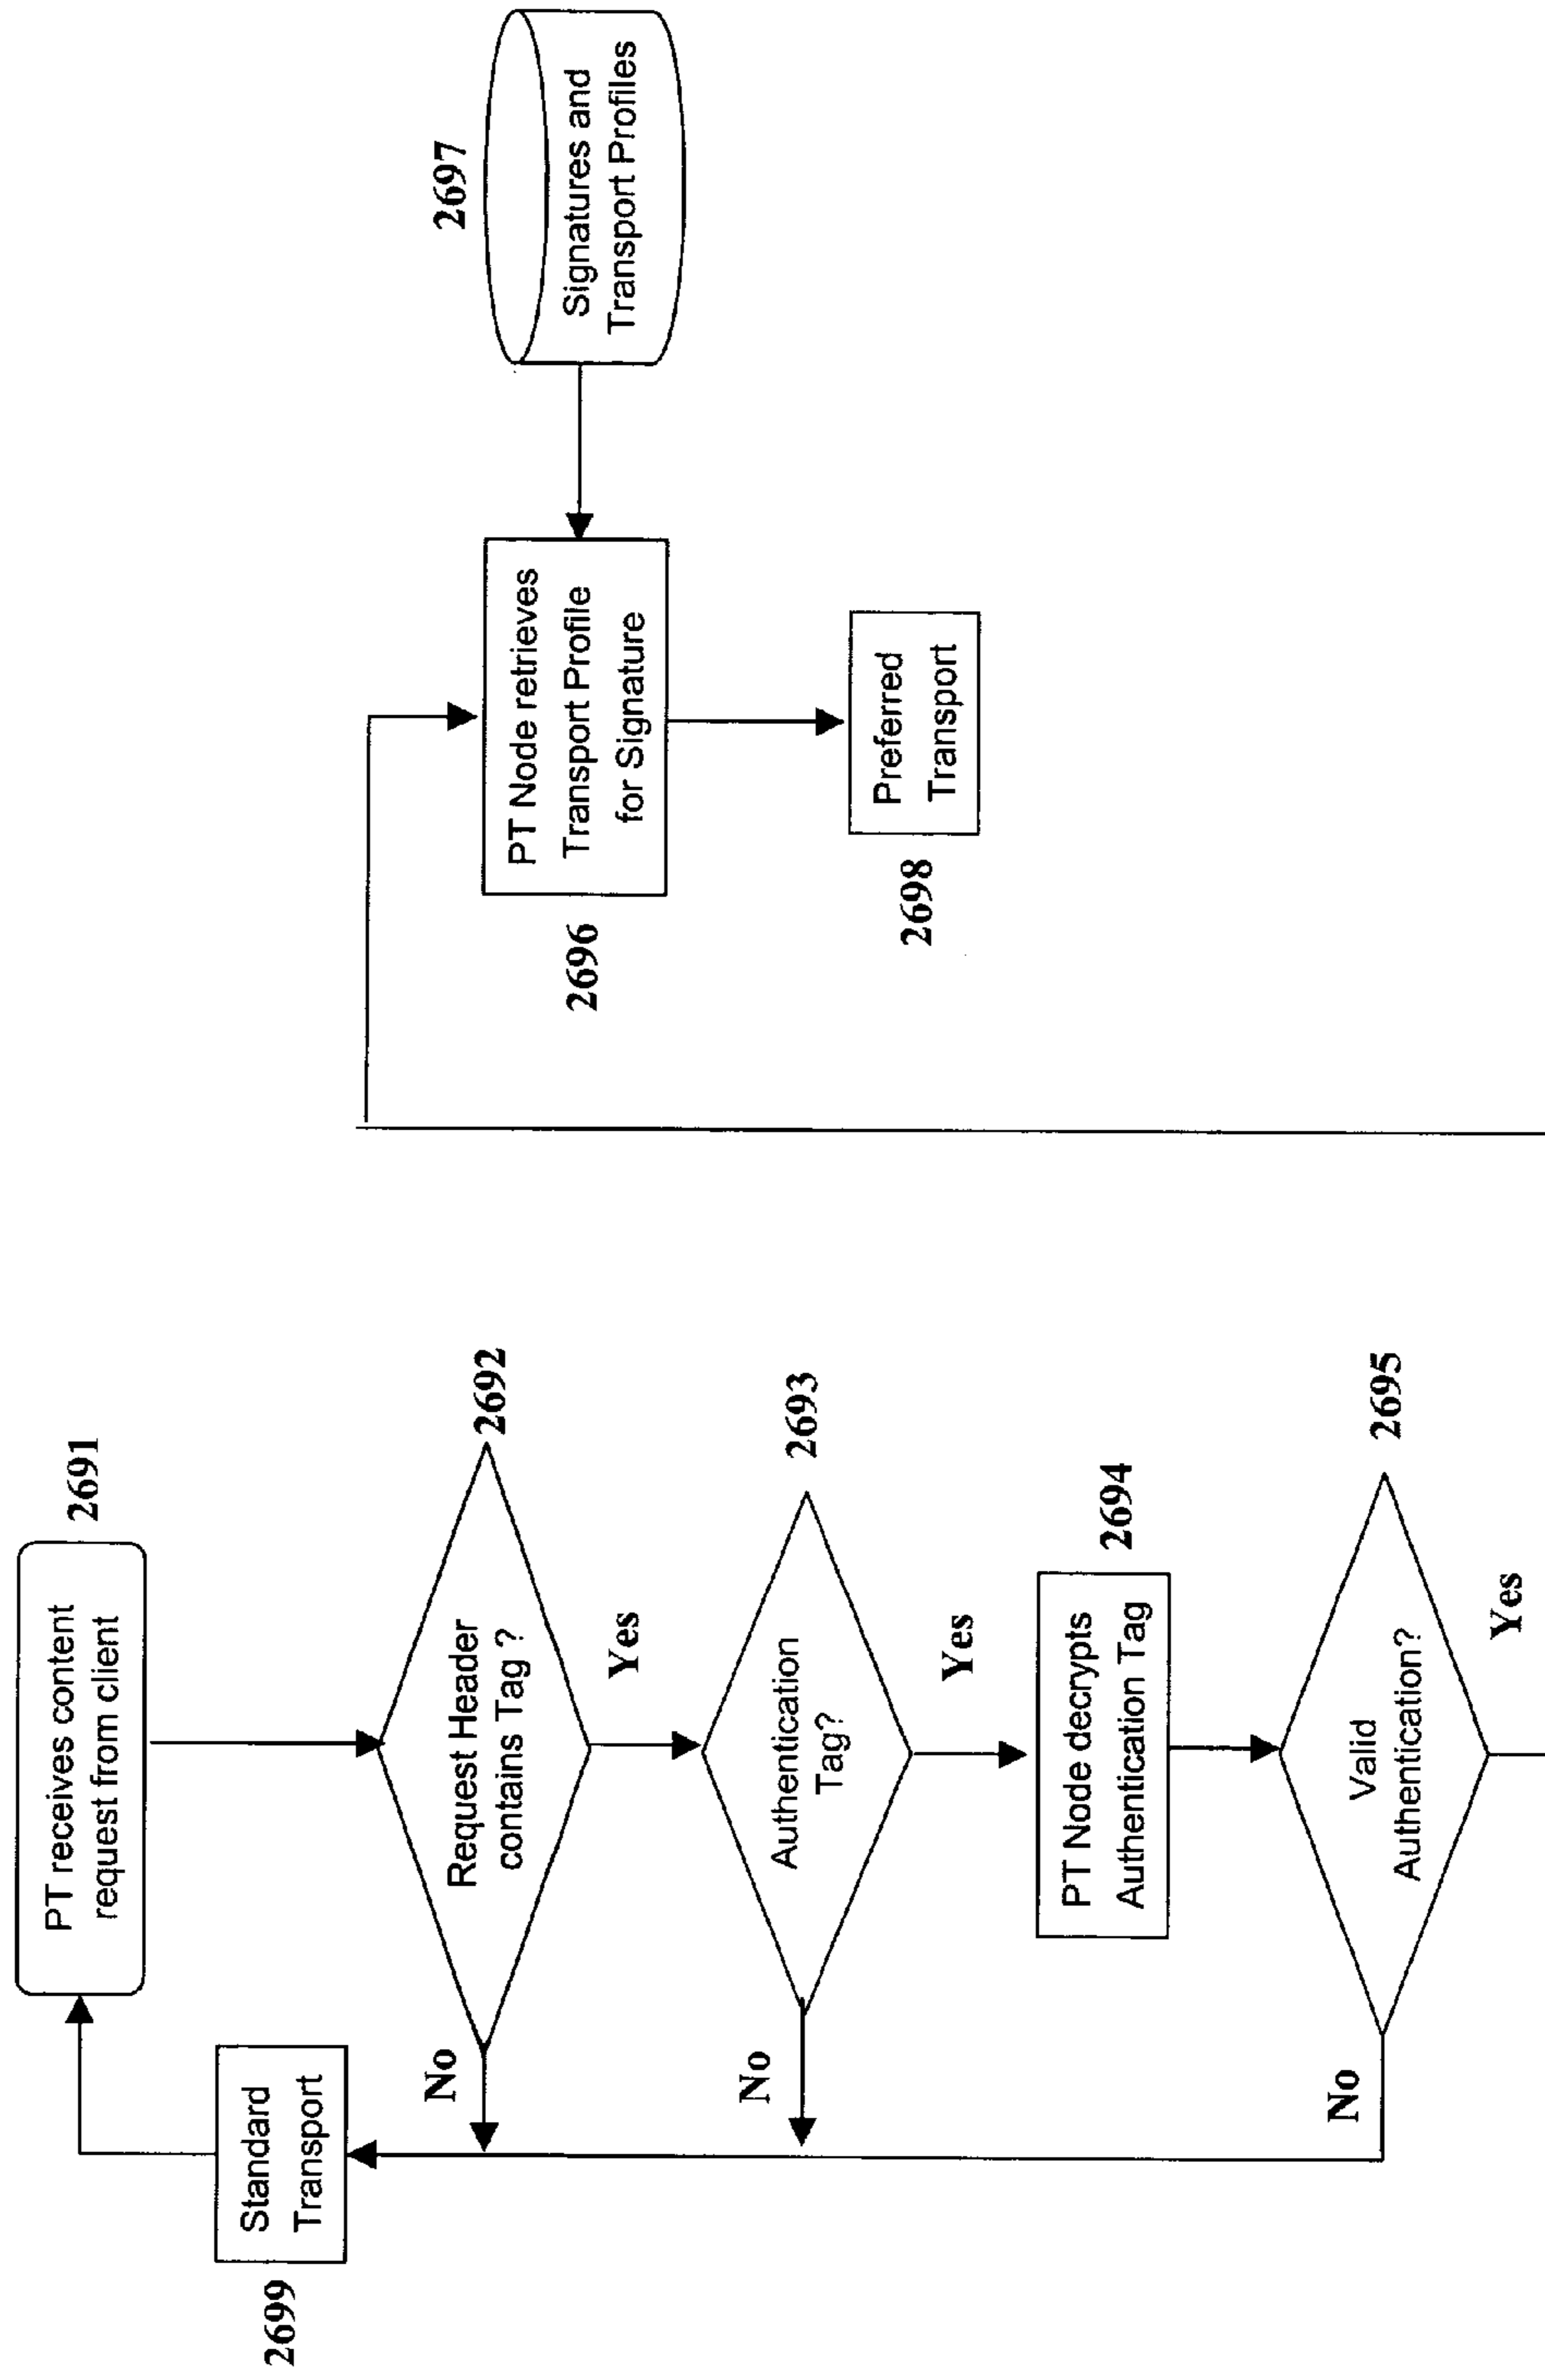 2691
PT receives content
request from client
2699
Standard
Transport
2692
Request Header
contains Tag ?
No
Yes
2693
Authentication
Tag?
No
Yes
2694
PT Node decrypts
Authentication Tag
2695
Valid
Authentication?
No
Yes
2696
PT Node retrieves
Transport Profile
for Signature
2697
Signatures and
Transport Profiles
2698
Preferred
Transport